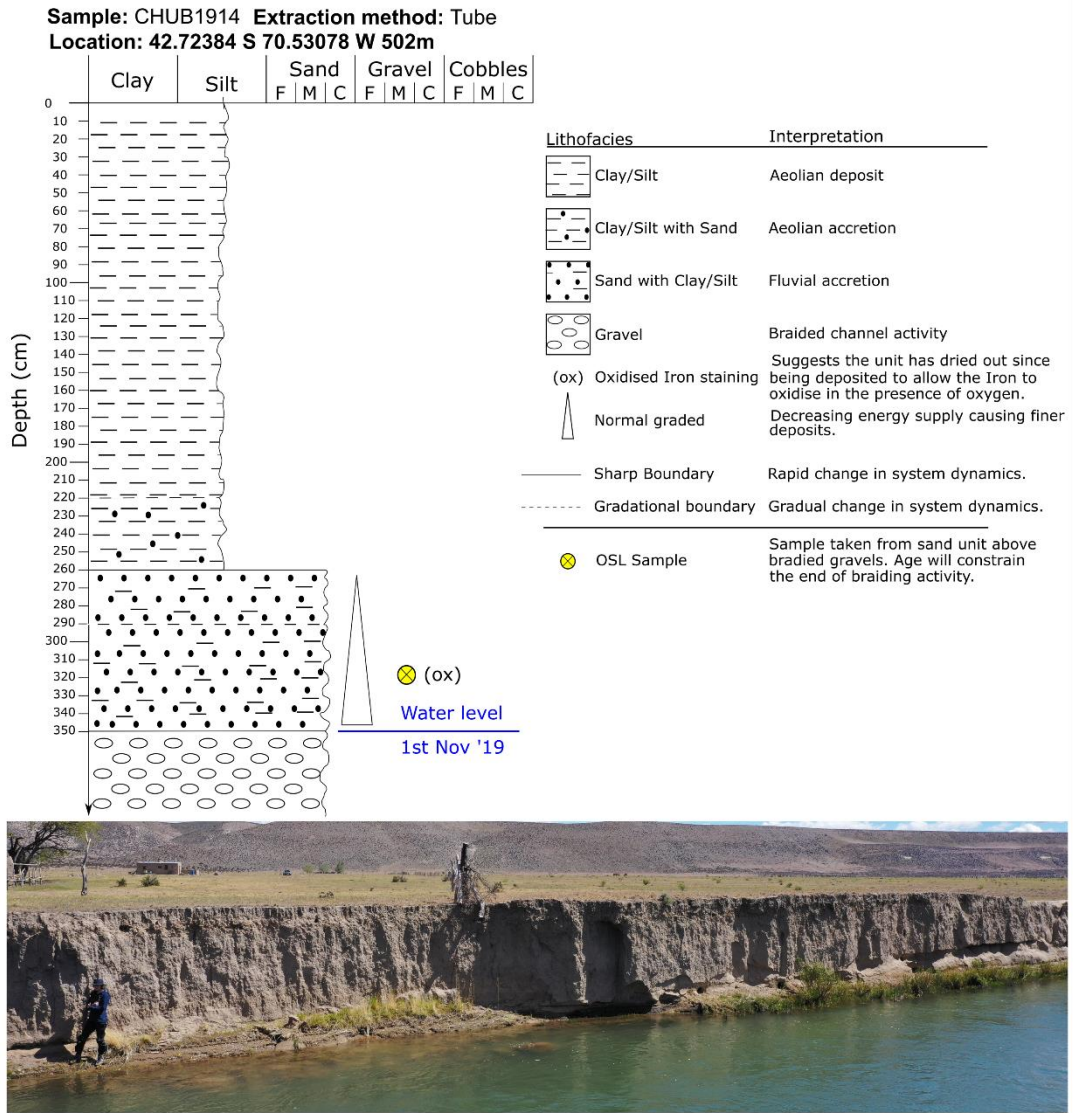 Sample: CHUB1914 Extraction method: Tube
Location: 42.72384 S 70.53078 W 502m
Clay Silt Sand Gravel Cobbles
F M C F M C F M C
Depth (cm)
0
10
20
30
40
50
60
70
80
90
100
110
120
130
140
150
160
170
180
190
200
210
220
230
240
250
260
270
280
290
300
310
320
330
340
350
(ox)
Water level
1st Nov '19
Lithofacies Interpretation
Clay/Silt Aeolian deposit
Clay/Silt with Sand Aeolian accretion
Sand with Clay/Silt Fluvial accretion
Gravel Braided channel activity
(ox) Oxidised Iron staining Suggests the unit has dried out since
being deposited to allow the Iron to
oxidise in the presence of oxygen.
Normal graded Decreasing energy supply causing finer
deposits.
Sharp Boundary Rapid change in system dynamics.
Gradational boundary Gradual change in system dynamics.
OSL Sample Sample taken from sand unit above
bradied gravels. Age will constrain
the end of braiding activity.